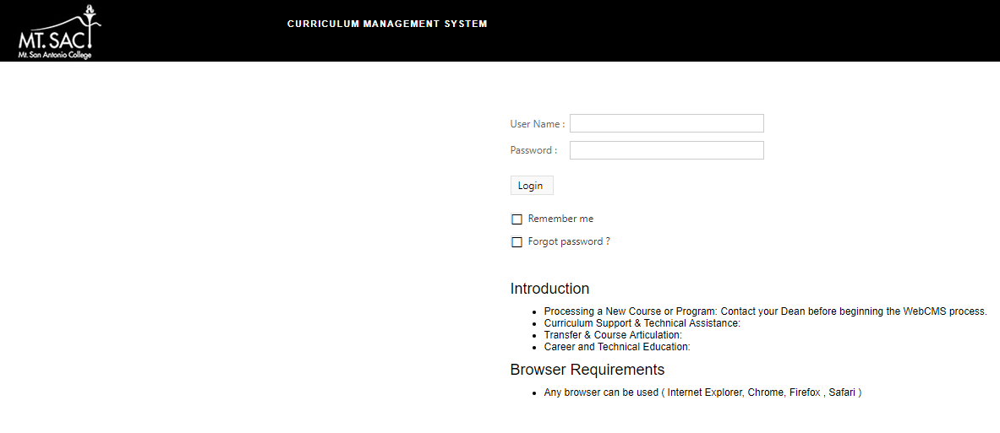 MT. SAC
Mt. San Antonio College
CURRICULUM MANAGEMENT SYSTEM
User Name :
Password :
Login
Remember me
Forgot password ?
Introduction
Processing a New Course or Program: Contact your Dean before beginning the WebCMS process.
Curriculum Support & Technical Assistance:
Transfer & Course Articulation:
Career and Technical Education:
Browser Requirements
Any browser can be used ( Internet Explorer, Chrome, Firefox , Safari )